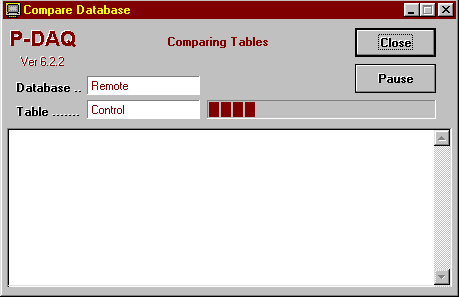 Compare Database
P-DAQ
Comparing Tables
Close
Ver 6.2.2
Pause
Database .. Remote
Table ....... Control